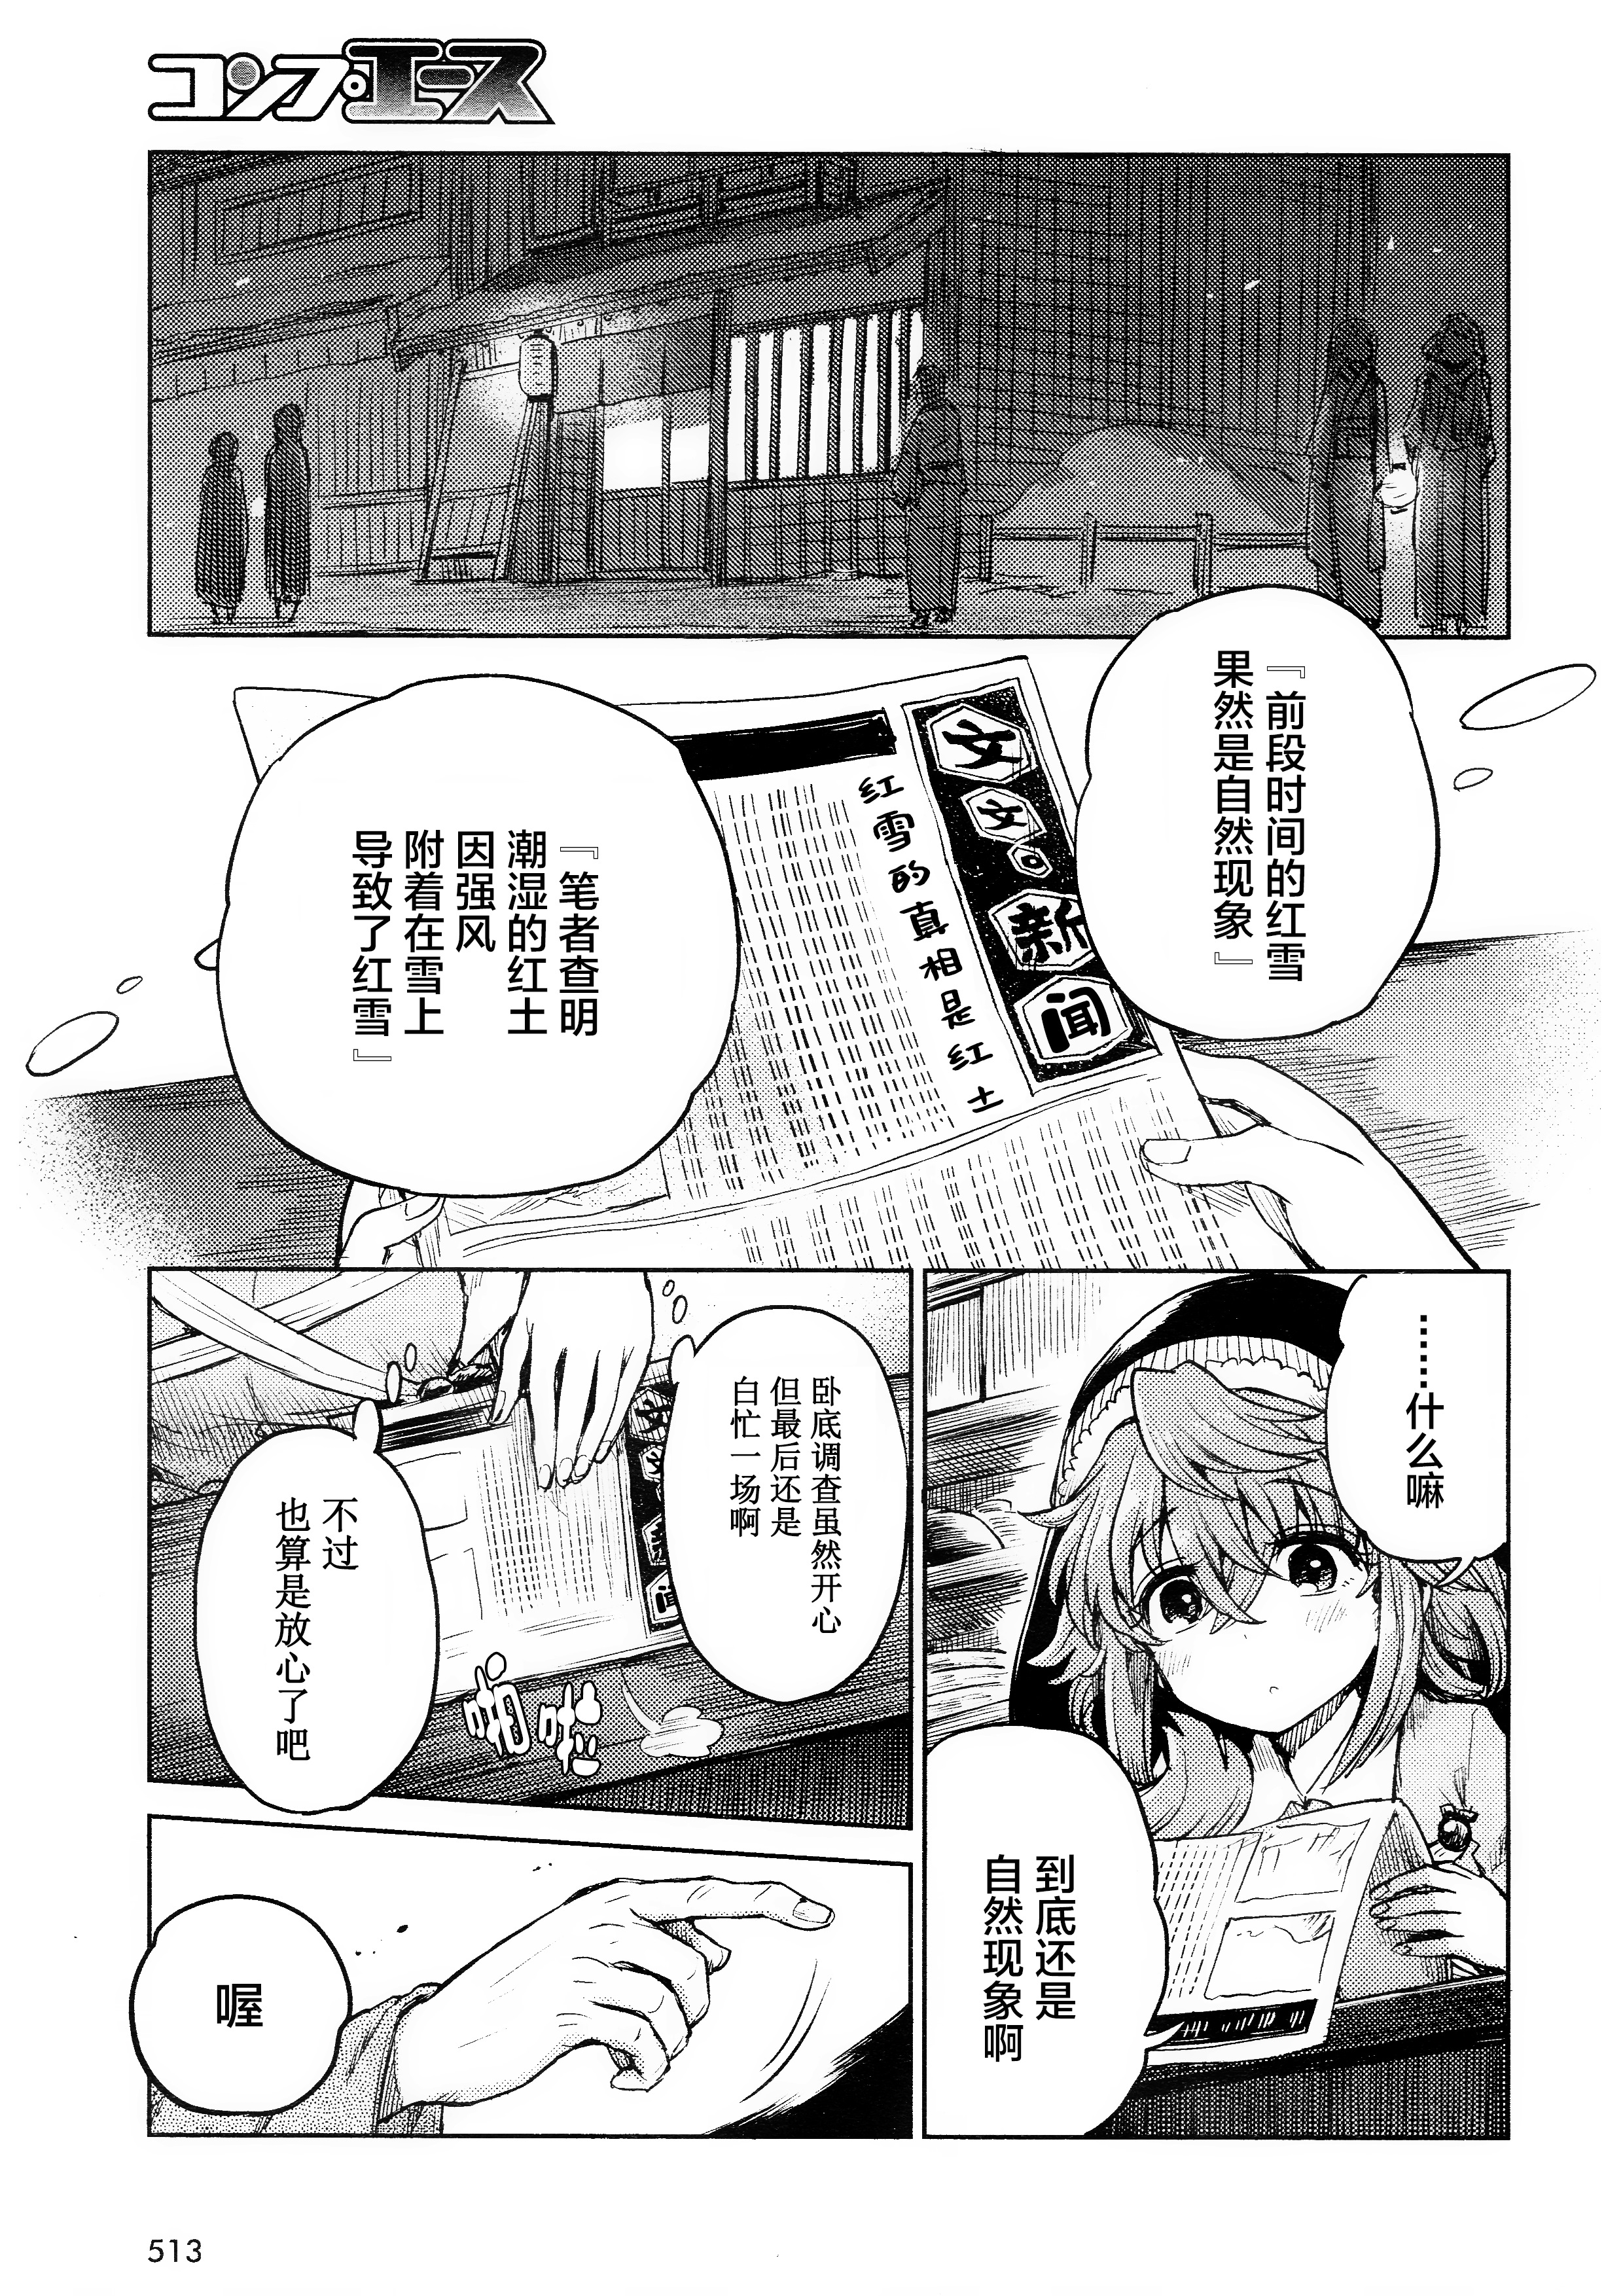 コンプエース
『前段时间的红雪
果然是自然现象』
文文。新闻
红雪的真相是红土
『笔者查明
潮湿的红土
因强风
附着在雪上
导致了红雪』
……什么嘛
到底还是
自然现象啊
卧底调查虽然开心
但最后还是
白忙一场啊
不过
也算是放心了吧
啪啦
喔
513